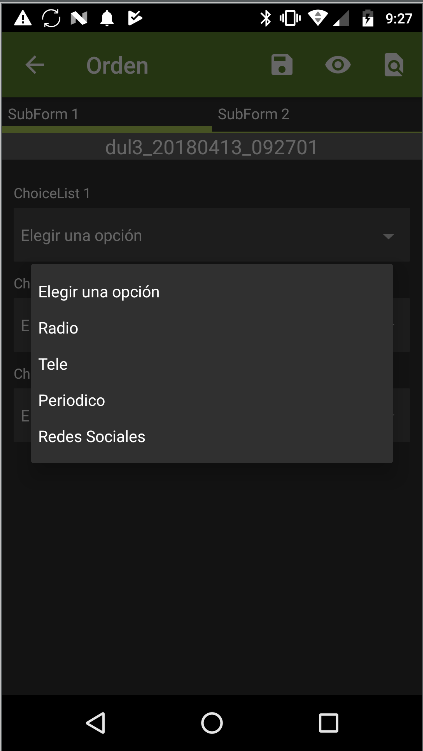 9:27
Orden
SubForm 1 SubForm 2
dul3_20180413_092701
ChoiceList 1
Elegir una opción
Ch
E
Ch
E
Elegir una opción
Radio
Tele
Periodico
Redes Sociales